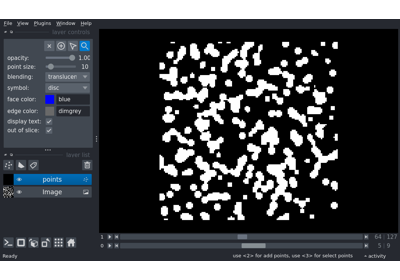 File View Plugins Window Help
layer controls
opacity: 1.00
point size: 10
blending: translucen
symbol: disc
face color: blue
edge color: dimgrey
display text:
out of slice:
layer list
points
Image
1 64 127
0 5 9
Ready use <2> for add points, use <3> for select points activity